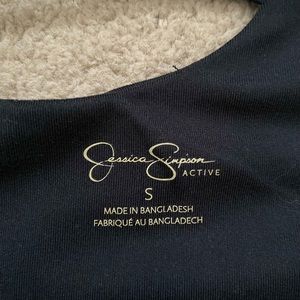 Jessica Simpson
ACTIVE
S
MADE IN BANGLADESH
FABRIQUÉ AU BANGLADECH